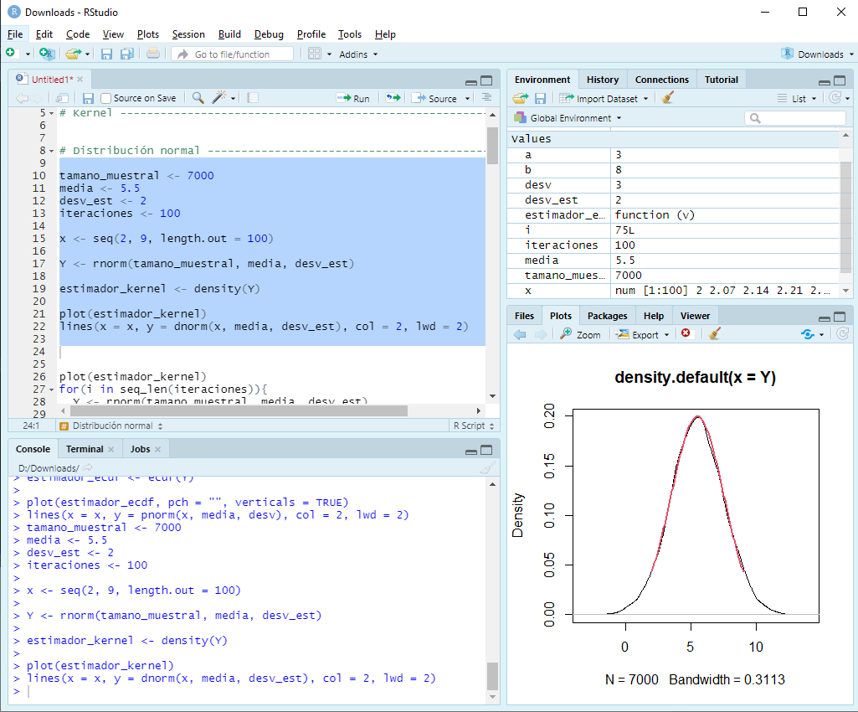 Downloads - RStudio
File Edit Code View Plots Session Build Debug Profile Tools Help
Go to file/function Addins Downloads
Untitled1*
Source on Save Run Source
5 # Kernel
6
7
8 # Distribución normal
9
10 tamano_muestral <- 7000
11 media <- 5.5
12 desv_est <- 2
13 iteraciones <- 100
14
15 x <- seq(2, 9, length.out = 100)
16
17 Y <- rnorm(tamano_muestral, media, desv_est)
18
19 estimador_kernel <- density(Y)
20
21 plot(estimador_kernel)
22 lines(x = x, y = dnorm(x, media, desv_est), col = 2, lwd = 2)
23
24
25
26 plot(estimador_kernel)
27 for(i in seq_len(iteraciones)){
28 Y <- rnorm(tamano_muestral, media, desv_est)
29
24:1 Distribución normal R Script
Console Terminal Jobs
D:/Downloads/
> estimador_ecdf <- ecdf(Y)
>
> plot(estimador_ecdf, pch = "", verticals = TRUE)
> lines(x = x, y = pnorm(x, media, desv), col = 2, lwd = 2)
> tamano_muestral <- 7000
> media <- 5.5
> desv_est <- 2
> iteraciones <- 100
>
> x <- seq(2, 9, length.out = 100)
>
> Y <- rnorm(tamano_muestral, media, desv_est)
>
> estimador_kernel <- density(Y)
>
> plot(estimador_kernel)
> lines(x = x, y = dnorm(x, media, desv_est), col = 2, lwd = 2)
>
Environment History Connections Tutorial
Import Dataset List
Global Environment
Values
a 3
b 8
desv 3
desv_est 2
estimador_e… function (v)
i 75L
iteraciones 100
media 5.5
tamano_mues… 7000
x num [1:100] 2 2.07 2.14 2.21 2.…
Files Plots Packages Help Viewer
Zoom Export
density.default(x = Y)
Density
0.20
0.15
0.10
0.05
0.00
0 5 10
N = 7000 Bandwidth = 0.3113